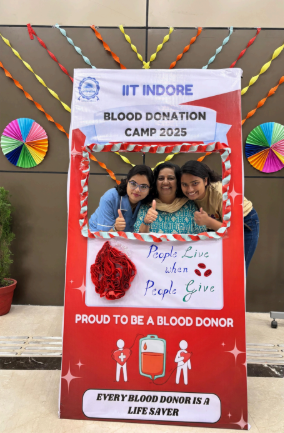 IIT INDORE
BLOOD DONATION
CAMP 2025
People Live
when
People Give
PROUD TO BE A BLOOD DONOR
EVERY BLOOD DONOR IS A
LIFE SAVER